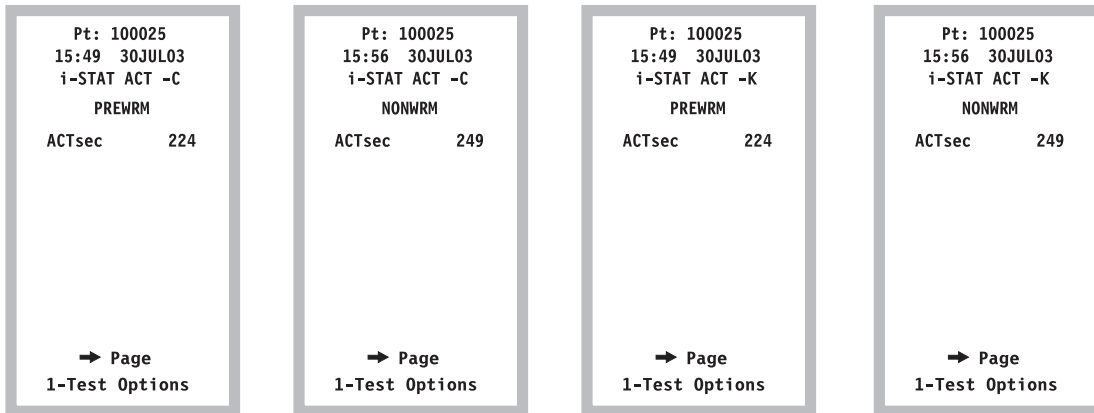 Pt: 100025
15:49 30JUL03
i-STAT ACT -C
PREWRM
ACTsec 224
→ Page
1-Test Options
Pt: 100025
15:56 30JUL03
i-STAT ACT -C
NONWRM
ACTsec 249
→ Page
1-Test Options
Pt: 100025
15:49 30JUL03
i-STAT ACT -K
PREWRM
ACTsec 224
→ Page
1-Test Options
Pt: 100025
15:56 30JUL03
i-STAT ACT -K
NONWRM
ACTsec 249
→ Page
1-Test Options